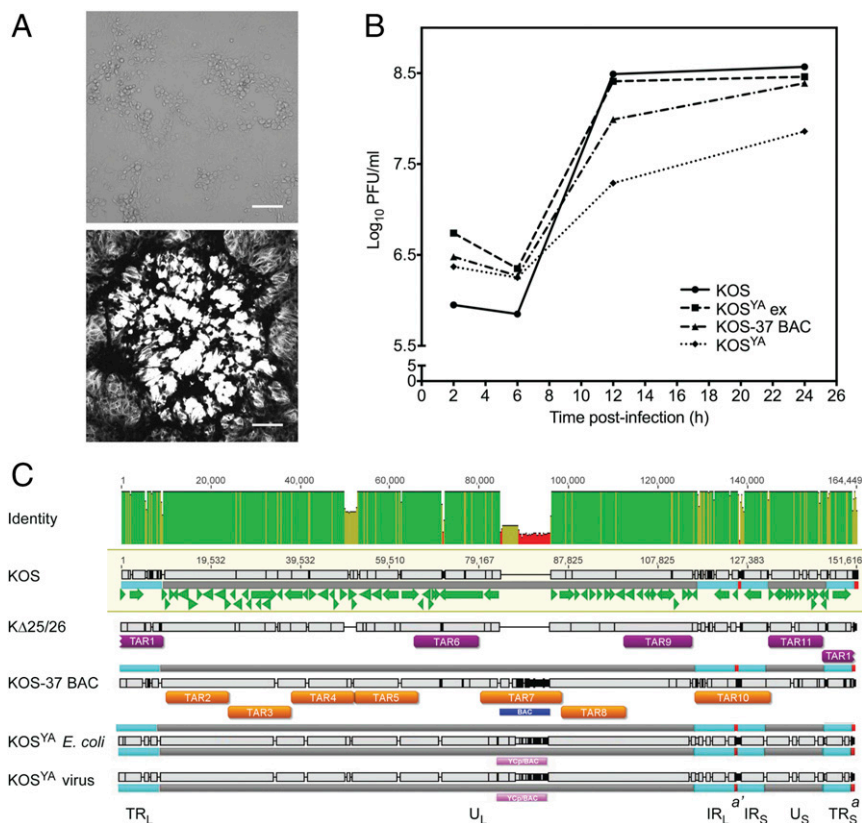 A
B
8.5
7.5
6.5
5.5
5
0
Log10 PFU/ml
KOS
KOSYA ex
KOS-37 BAC
KOSYA
0 2 4 6 8 10 12 14 16 18 20 22 24 26
Time post-infection (h)
C
1 20,000 40,000 60,000 80,000 100,000 120,000 140,000 164,449
Identity
1 19,532 39,532 59,510 79,167 87,825 107,825 127,383 151,616
KOS
KΔ25/26
TAR1 TAR6 TAR9 TAR11
TAR1
KOS-37 BAC
TAR2 TAR4 TAR5 TAR7 TAR10
TAR3 BAC TAR8
KOSYA E. coli
YCp/BAC
KOSYA virus
YCp/BAC
TRL UL IRL a' IRS US TRS a